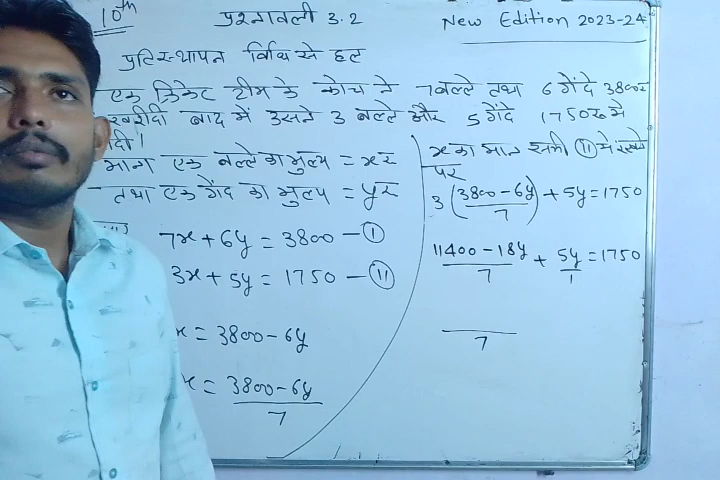 10th प्रश्नावली 3.2 New Edition 2023-24
प्रतिस्थापन विधि से हल
एक क्रिकेट टीम के कोच ने 7 बल्ले तथा 6 गेंदे 3800रु
खरीदी बाद में उसने 3 बल्ले और 5 गेंदे 1750रू मे
दी।
माना एक बल्ले का मुल्य = xरु
तथा एक गेंद का मुल्य = yरु
7x + 6y = 3800 — (I)
3x + 5y = 1750 — (II)
x = 3800 - 6y
x = (3800 - 6y)/7
x का मान समी (II) मे रखने
पर
3((3800 - 6y)/7) + 5y = 1750
(11400 - 18y)/7 + 5y/1 = 1750
7